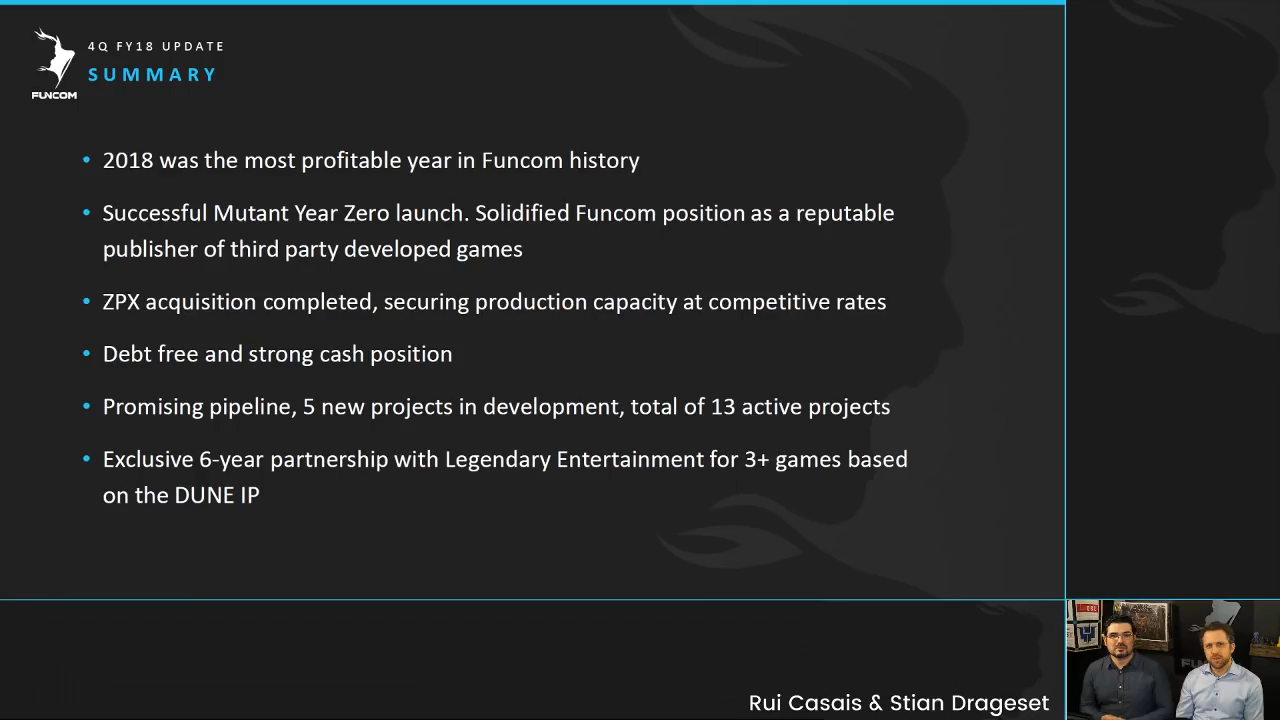 4Q FY18 UPDATE
SUMMARY
FUNCOM
• 2018 was the most profitable year in Funcom history
• Successful Mutant Year Zero launch. Solidified Funcom position as a reputable
publisher of third party developed games
• ZPX acquisition completed, securing production capacity at competitive rates
• Debt free and strong cash position
• Promising pipeline, 5 new projects in development, total of 13 active projects
• Exclusive 6-year partnership with Legendary Entertainment for 3+ games based
on the DUNE IP
Rui Casais & Stian Drageset